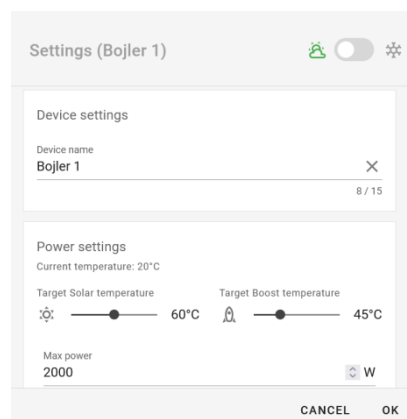 Settings (Bojler 1)
Device settings
Device name
Bojler 1
8 / 15
Power settings
Current temperature: 20°C
Target Solar temperature
Target Boost temperature
60°C
45°C
Max power
2000
W
CANCEL
OK